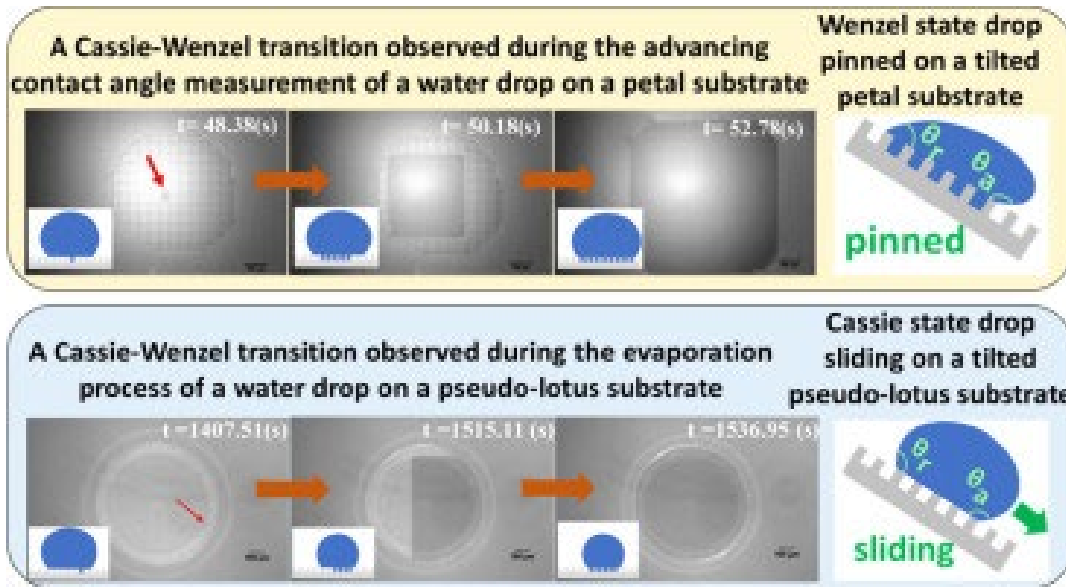 A Cassie-Wenzel transition observed during the advancing
contact angle measurement of a water drop on a petal substrate
t= 48.38(s)
t= 50.18(s)
t= 52.78(s)
Wenzel state drop
pinned on a tilted
petal substrate
θr
θa
pinned
A Cassie-Wenzel transition observed during the evaporation
process of a water drop on a pseudo-lotus substrate
t =1407.51(s)
t =1515.11 (s)
t =1536.95 (s)
Cassie state drop
sliding on a tilted
pseudo-lotus substrate
θr
θa
sliding